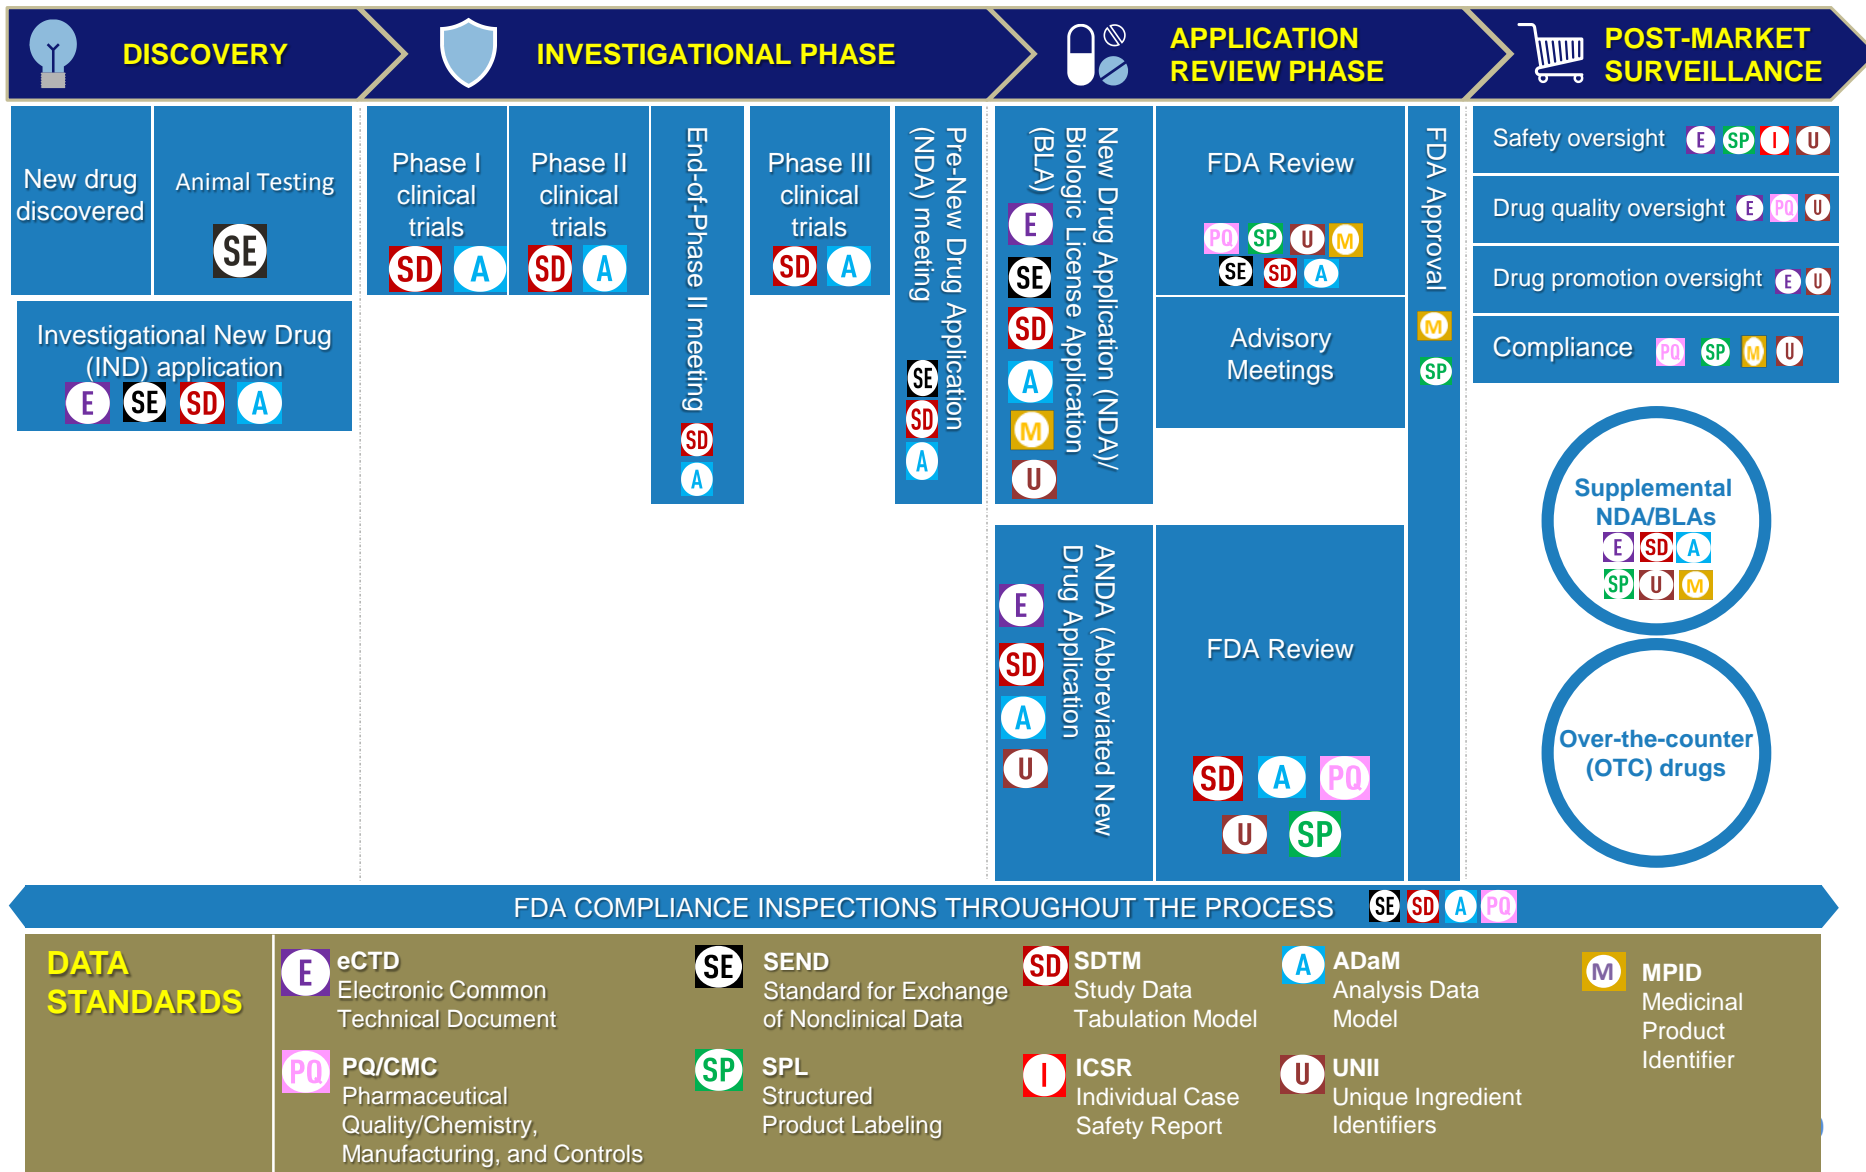 DISCOVERY
INVESTIGATIONAL PHASE
APPLICATION
REVIEW PHASE
POST-MARKET
SURVEILLANCE
New drug
discovered
Animal Testing
SE
Investigational New Drug
(IND) application
E SE SD A
Phase I
clinical
trials
SD A
Phase II
clinical
trials
SD A
End-of-Phase II meeting
SD
A
Phase III
clinical
trials
SD A
Pre-New Drug Application
(NDA) meeting
SE
SD
A
New Drug Application (NDA)/
Biologic License Application
(BLA)
E
SE
SD
A
M
U
FDA Review
PQ SP U M
SE SD A
Advisory
Meetings
ANDA (Abbreviated New
Drug Application
E
SD
A
U
FDA Review
SD A PQ
U SP
FDA Approval
M
SP
Safety oversight E SP I U
Drug quality oversight E PQ U
Drug promotion oversight E U
Compliance PQ SP M U
Supplemental
NDA/BLAs
E SD A
SP U M
Over-the-counter
(OTC) drugs
FDA COMPLIANCE INSPECTIONS THROUGHOUT THE PROCESS SE SD A PQ
DATA
STANDARDS
E eCTD
Electronic Common
Technical Document
SE SEND
Standard for Exchange
of Nonclinical Data
SD SDTM
Study Data
Tabulation Model
A ADaM
Analysis Data
Model
M MPID
Medicinal
Product
Identifier
PQ PQ/CMC
Pharmaceutical
Quality/Chemistry,
Manufacturing, and Controls
SP SPL
Structured
Product Labeling
I ICSR
Individual Case
Safety Report
U UNII
Unique Ingredient
Identifiers